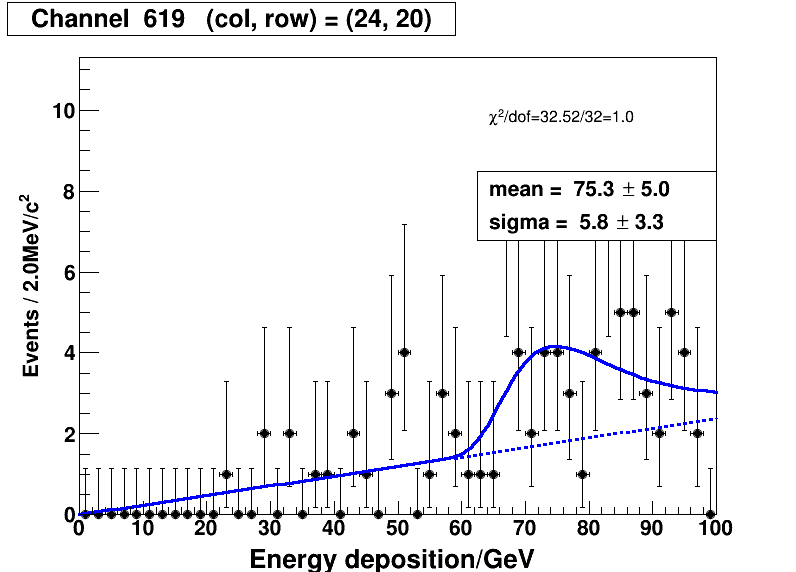 Channel 619 (col, row) = (24, 20)
χ²/dof=32.52/32=1.0
mean = 75.3 ± 5.0
sigma = 5.8 ± 3.3
Events / 2.0MeV/c²
10
8
6
4
2
0
0 10 20 30 40 50 60 70 80 90 100
Energy deposition/GeV